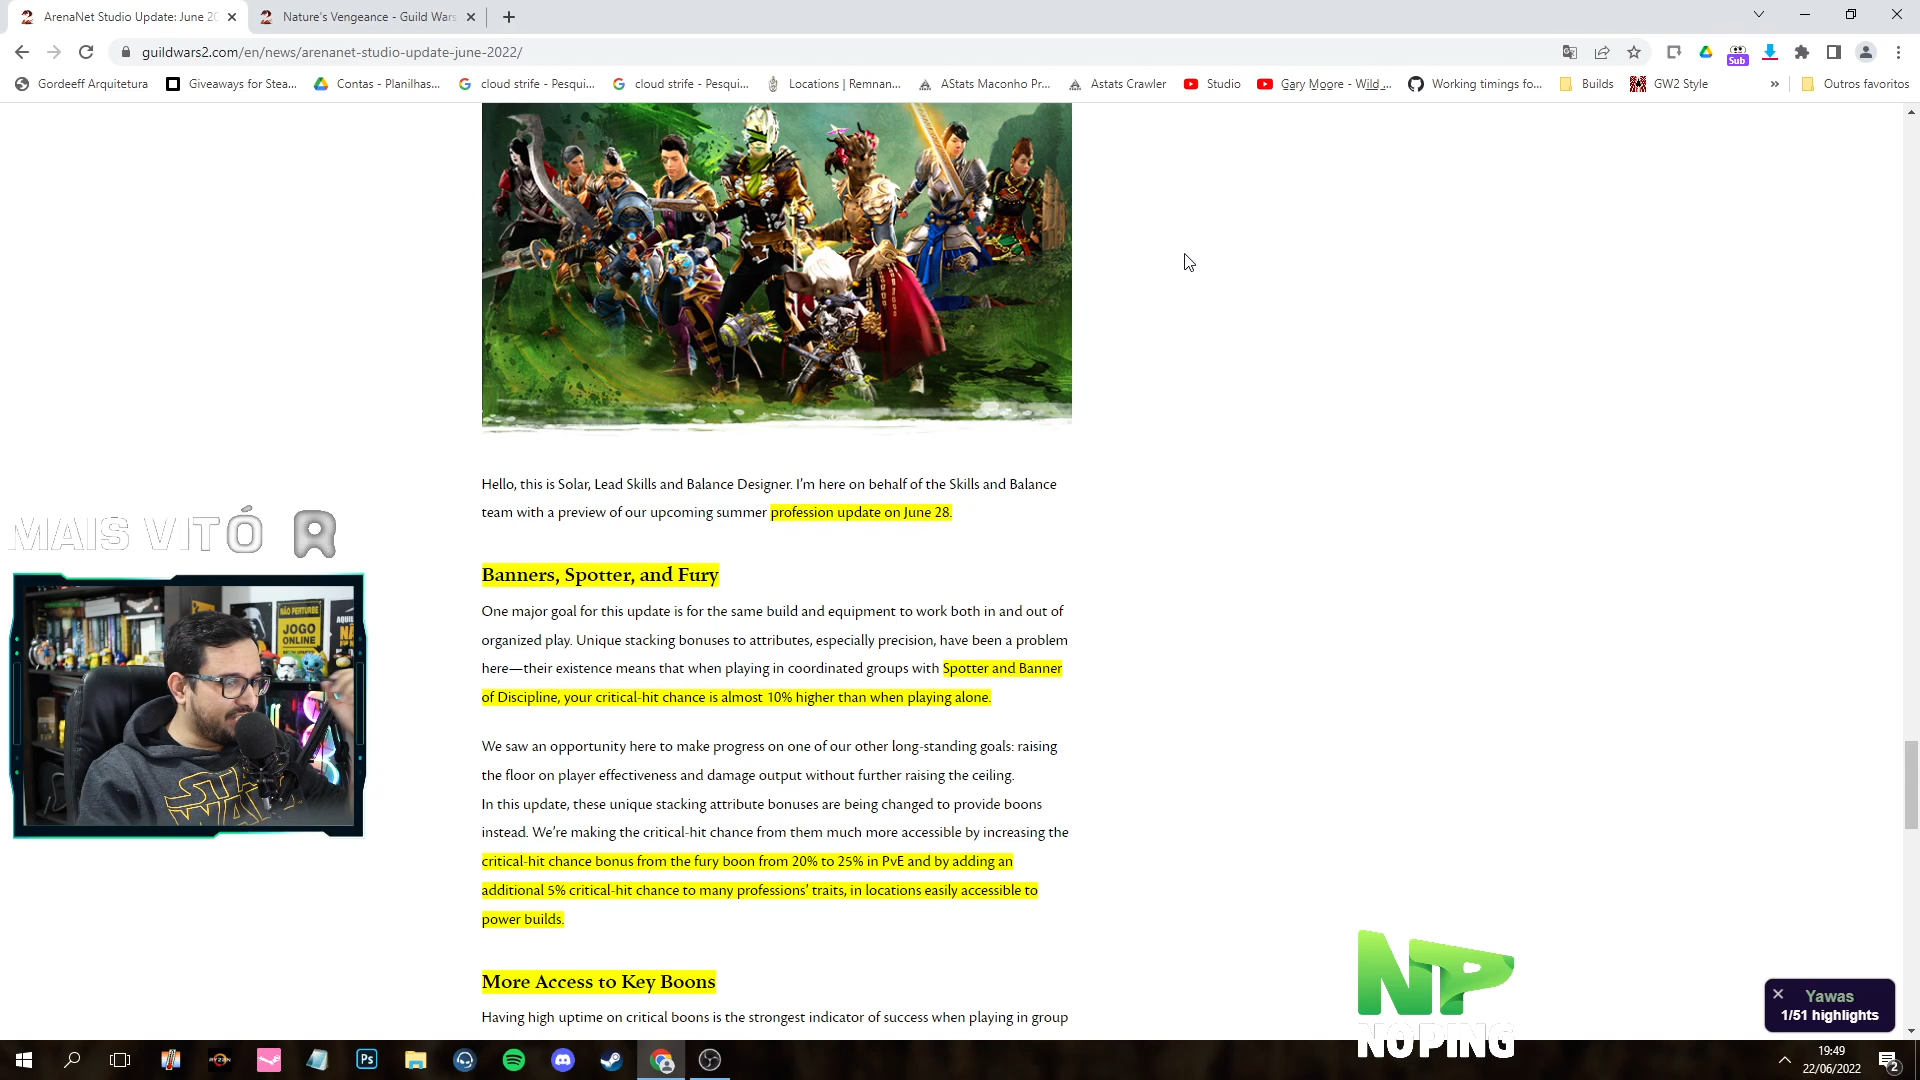 ArenaNet Studio Update: June 20
Nature's Vengeance - Guild Wars
guildwars2.com/en/news/arenanet-studio-update-june-2022/
Sub
Gordeeff Arquitetura
Giveaways for Stea...
Contas - Planilhas...
cloud strife - Pesqui...
cloud strife - Pesqui...
Locations | Remnan...
AStats Maconho Pr...
Astats Crawler
Studio
Gary Moore - Wild ...
Working timings fo...
Builds
GW2 Style
»
Outros favoritos
Hello, this is Solar, Lead Skills and Balance Designer. I'm here on behalf of the Skills and Balance
team with a preview of our upcoming summer profession update on June 28.
Banners, Spotter, and Fury
One major goal for this update is for the same build and equipment to work both in and out of
organized play. Unique stacking bonuses to attributes, especially precision, have been a problem
here—their existence means that when playing in coordinated groups with Spotter and Banner
of Discipline, your critical-hit chance is almost 10% higher than when playing alone.
We saw an opportunity here to make progress on one of our other long-standing goals: raising
the floor on player effectiveness and damage output without further raising the ceiling.
In this update, these unique stacking attribute bonuses are being changed to provide boons
instead. We're making the critical-hit chance from them much more accessible by increasing the
critical-hit chance bonus from the fury boon from 20% to 25% in PvE and by adding an
additional 5% critical-hit chance to many professions' traits, in locations easily accessible to
power builds.
More Access to Key Boons
Having high uptime on critical boons is the strongest indicator of success when playing in group
MAIS VITÓ R
NÃO PERTURBE
JOGO
ONLINE
NP
NOPING
Yawas
1/51 highlights
Ps
19:49
22/06/2022
2